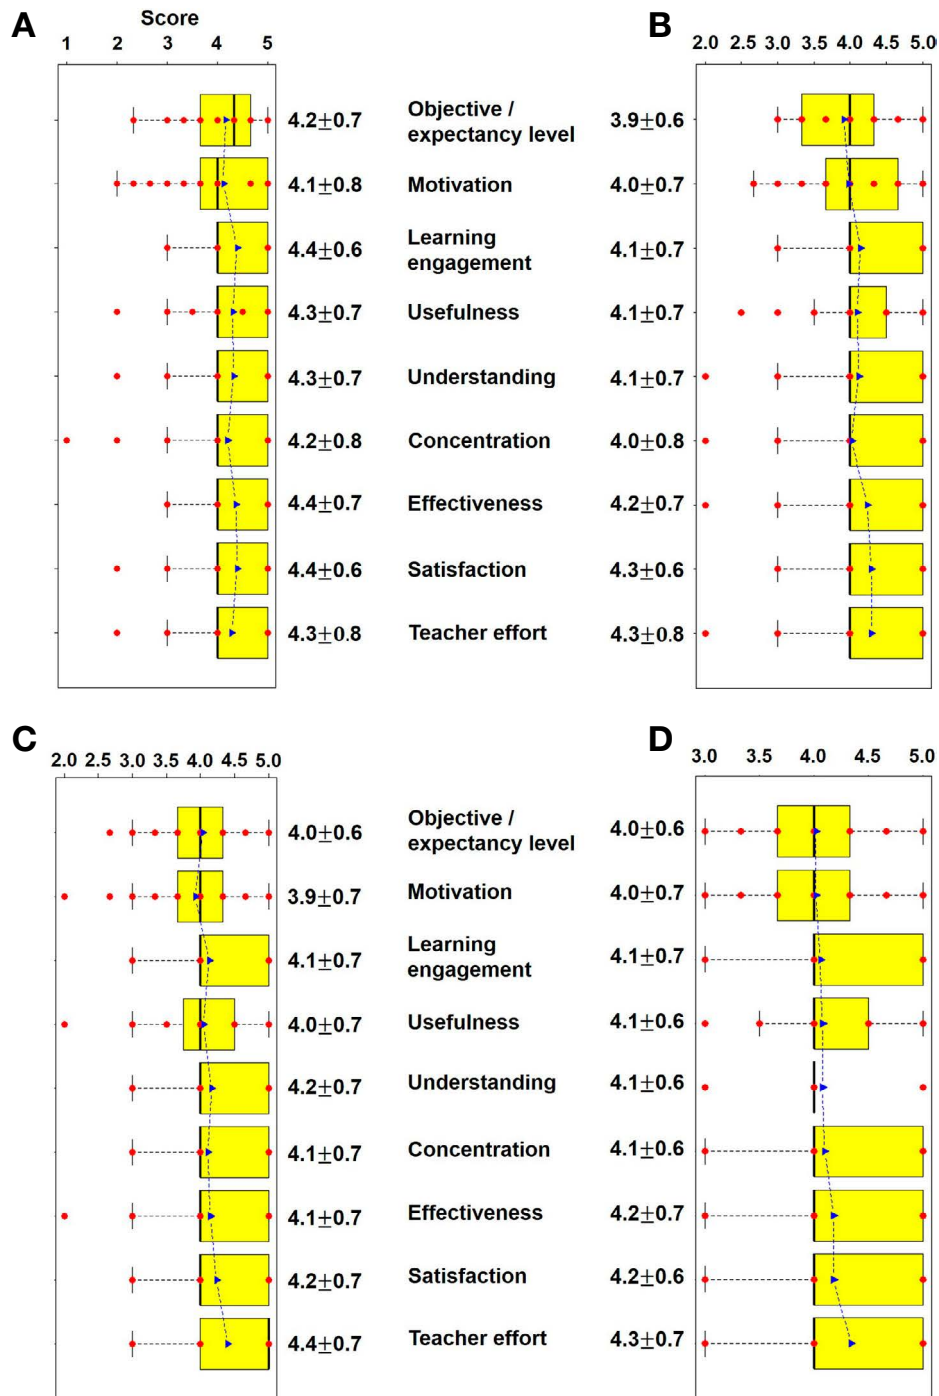 A
Score
B
1 2 3 4 5
2.0 2.5 3.0 3.5 4.0 4.5 5.0
4.2±0.7 Objective / expectancy level 3.9±0.6
4.1±0.8 Motivation 4.0±0.7
4.4±0.6 Learning engagement 4.1±0.7
4.3±0.7 Usefulness 4.1±0.7
4.3±0.7 Understanding 4.1±0.7
4.2±0.8 Concentration 4.0±0.8
4.4±0.7 Effectiveness 4.2±0.7
4.4±0.6 Satisfaction 4.3±0.6
4.3±0.8 Teacher effort 4.3±0.8
C
D
2.0 2.5 3.0 3.5 4.0 4.5 5.0
3.0 3.5 4.0 4.5 5.0
4.0±0.6 Objective / expectancy level 4.0±0.6
3.9±0.7 Motivation 4.0±0.7
4.1±0.7 Learning engagement 4.1±0.7
4.0±0.7 Usefulness 4.1±0.6
4.2±0.7 Understanding 4.1±0.6
4.1±0.7 Concentration 4.1±0.6
4.1±0.7 Effectiveness 4.2±0.7
4.2±0.7 Satisfaction 4.2±0.6
4.4±0.7 Teacher effort 4.3±0.7